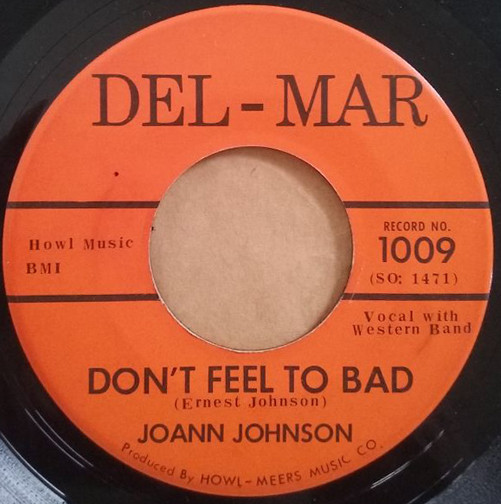 DEL-MAR
Howl Music
BMI
RECORD NO.
1009
(SO: 1471)
Vocal with
Western Band
DON'T FEEL TO BAD
(Ernest Johnson)
JOANN JOHNSON
Produced by HOWL-MEERS MUSIC CO.